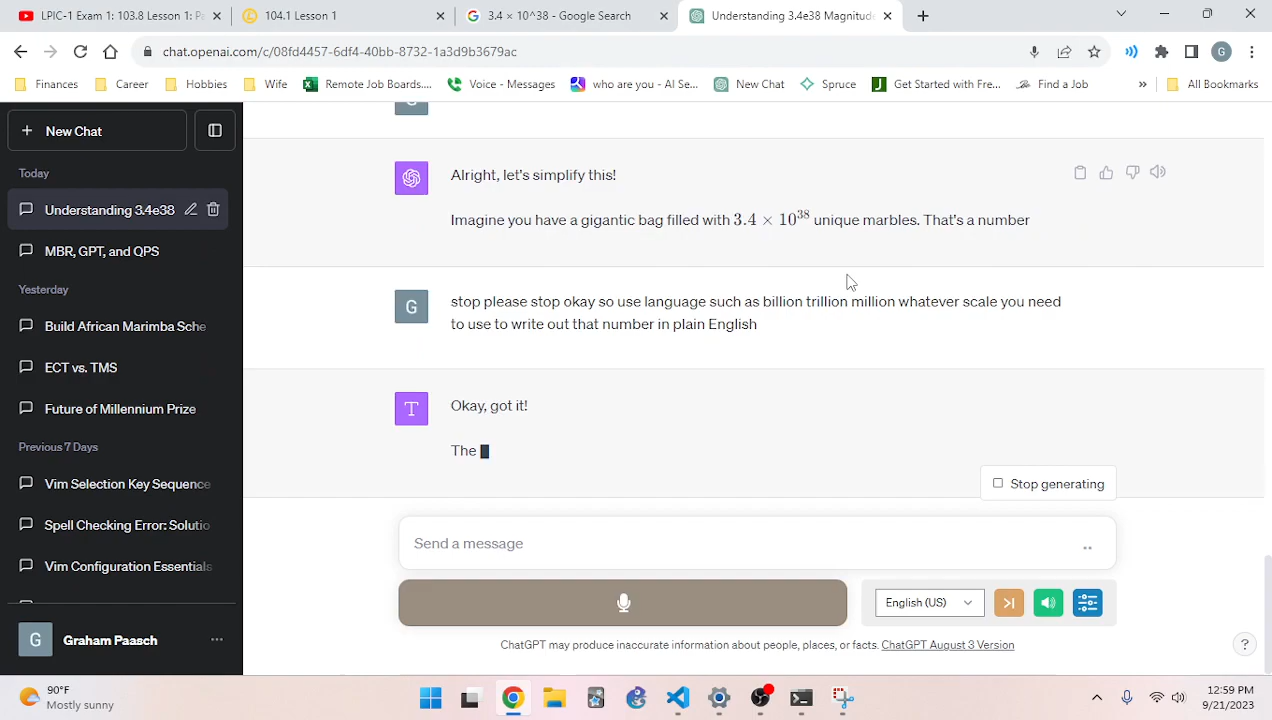 LPIC-1 Exam 1: 103.8 Lesson 1: Pa
104.1 Lesson 1
3.4 × 10^38 - Google Search
Understanding 3.4e38 Magnitude
chat.openai.com/c/08fd4457-6df4-40bb-8732-1a3d9b3679ac
G
Finances
Career
Hobbies
Wife
Remote Job Boards....
Voice - Messages
who are you - AI Se...
New Chat
Spruce
Get Started with Fre...
Find a Job
»
All Bookmarks
New Chat
Today
Understanding 3.4e38
MBR, GPT, and QPS
Yesterday
Build African Marimba Sche
ECT vs. TMS
Future of Millennium Prize
Previous 7 Days
Vim Selection Key Sequence
Spell Checking Error: Solutio
Vim Configuration Essentials
G
Graham Paasch
...
G
Alright, let's simplify this!
Imagine you have a gigantic bag filled with 3.4 × 10³⁸ unique marbles. That's a number
G
stop please stop okay so use language such as billion trillion million whatever scale you need
to use to write out that number in plain English
T
Okay, got it!
The
Stop generating
Send a message
..
English (US)
ChatGPT may produce inaccurate information about people, places, or facts. ChatGPT August 3 Version
?
90°F
Mostly sunny
12:59 PM
9/21/2023